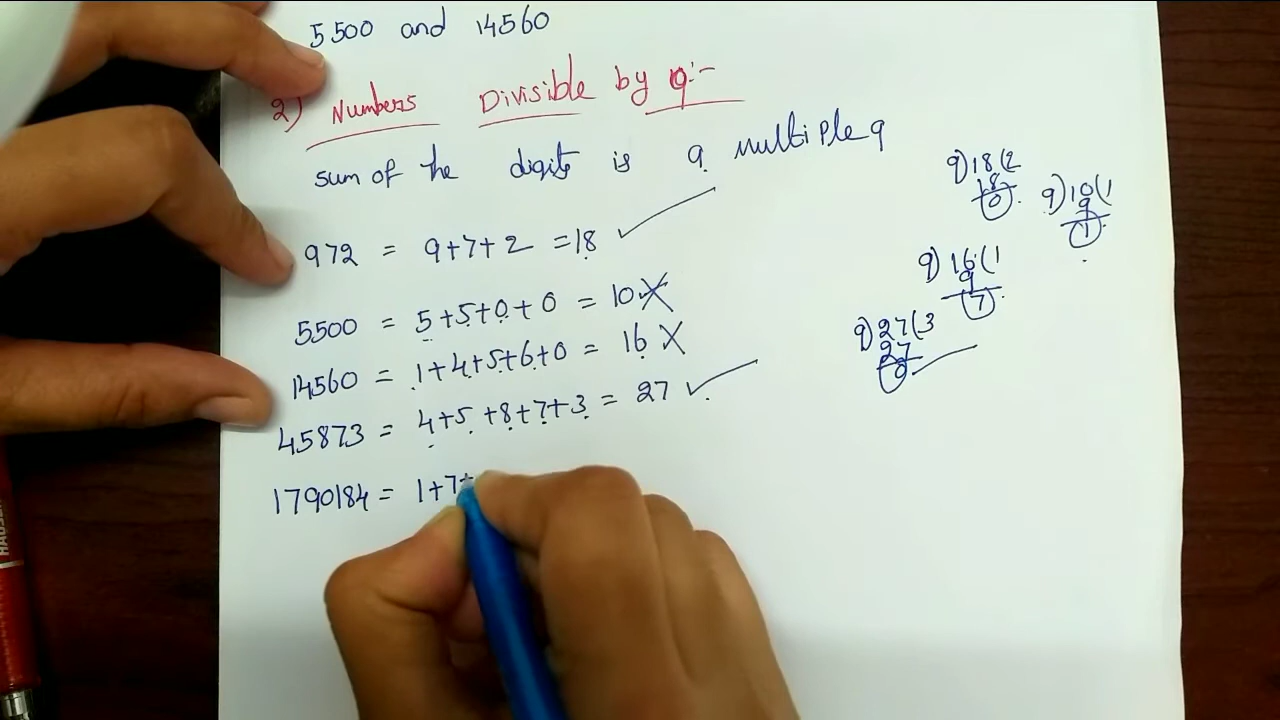 5500 and 14560
2) Numbers Divisible by 9:-
sum of the digits is a multiple 9
972 = 9+7+2 =18
5500 = 5+5+0+0 = 10X
14560 = 1+4+5+6+0 = 16 X
45873 = 4+5+8+7+3 = 27 ✓
1790184 = 1+7+
9)18(2
18
0
9)10(1
9
1
9)16(1
9
7
9)27(3
27
0
HAUSER